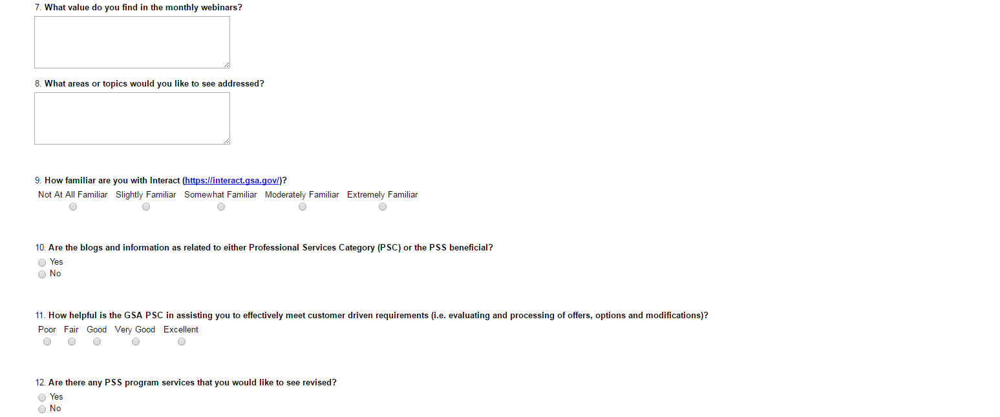 7. What value do you find in the monthly webinars?
8. What areas or topics would you like to see addressed?
9. How familiar are you with Interact (https://interact.gsa.gov/)?
Not At All Familiar Slightly Familiar Somewhat Familiar Moderately Familiar Extremely Familiar
10. Are the blogs and information as related to either Professional Services Category (PSC) or the PSS beneficial?
Yes
No
11. How helpful is the GSA PSC in assisting you to effectively meet customer driven requirements (i.e. evaluating and processing of offers, options and modifications)?
Poor Fair Good Very Good Excellent
12. Are there any PSS program services that you would like to see revised?
Yes
No